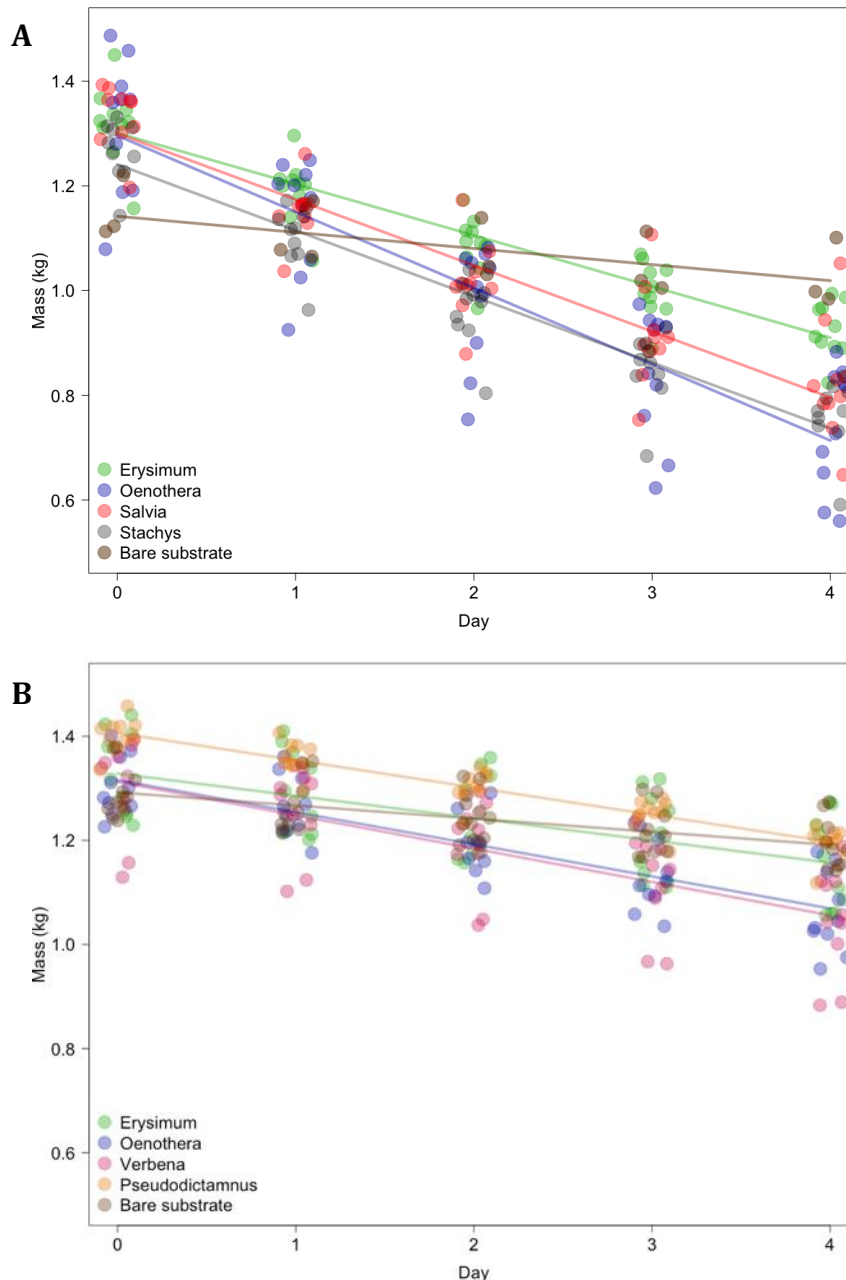 A
1.4
1.2
1.0
0.8
0.6
Mass (kg)
Erysimum
Oenothera
Salvia
Stachys
Bare substrate
0 1 2 3 4
Day
B
1.4
1.2
1.0
0.8
0.6
Mass (kg)
Erysimum
Oenothera
Verbena
Pseudodictamnus
Bare substrate
0 1 2 3 4
Day